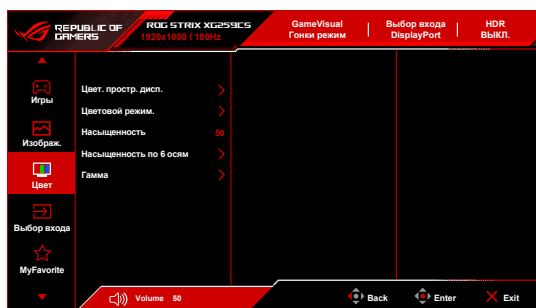 REPUBLIC OF
GAMERS
ROG STRIX XG259CS
1920x1080 | 180Hz
GameVisual
Гонки режим
Выбор входа
DisplayPort
HDR
ВЫКЛ.
Игры
Изображ.
Цвет
Выбор входа
MyFavorite
Цвет. простр. дисп.
Цветовой режим.
Насыщенность 50
Насыщенность по 6 осям
Гамма
Volume 50
Back
Enter
Exit